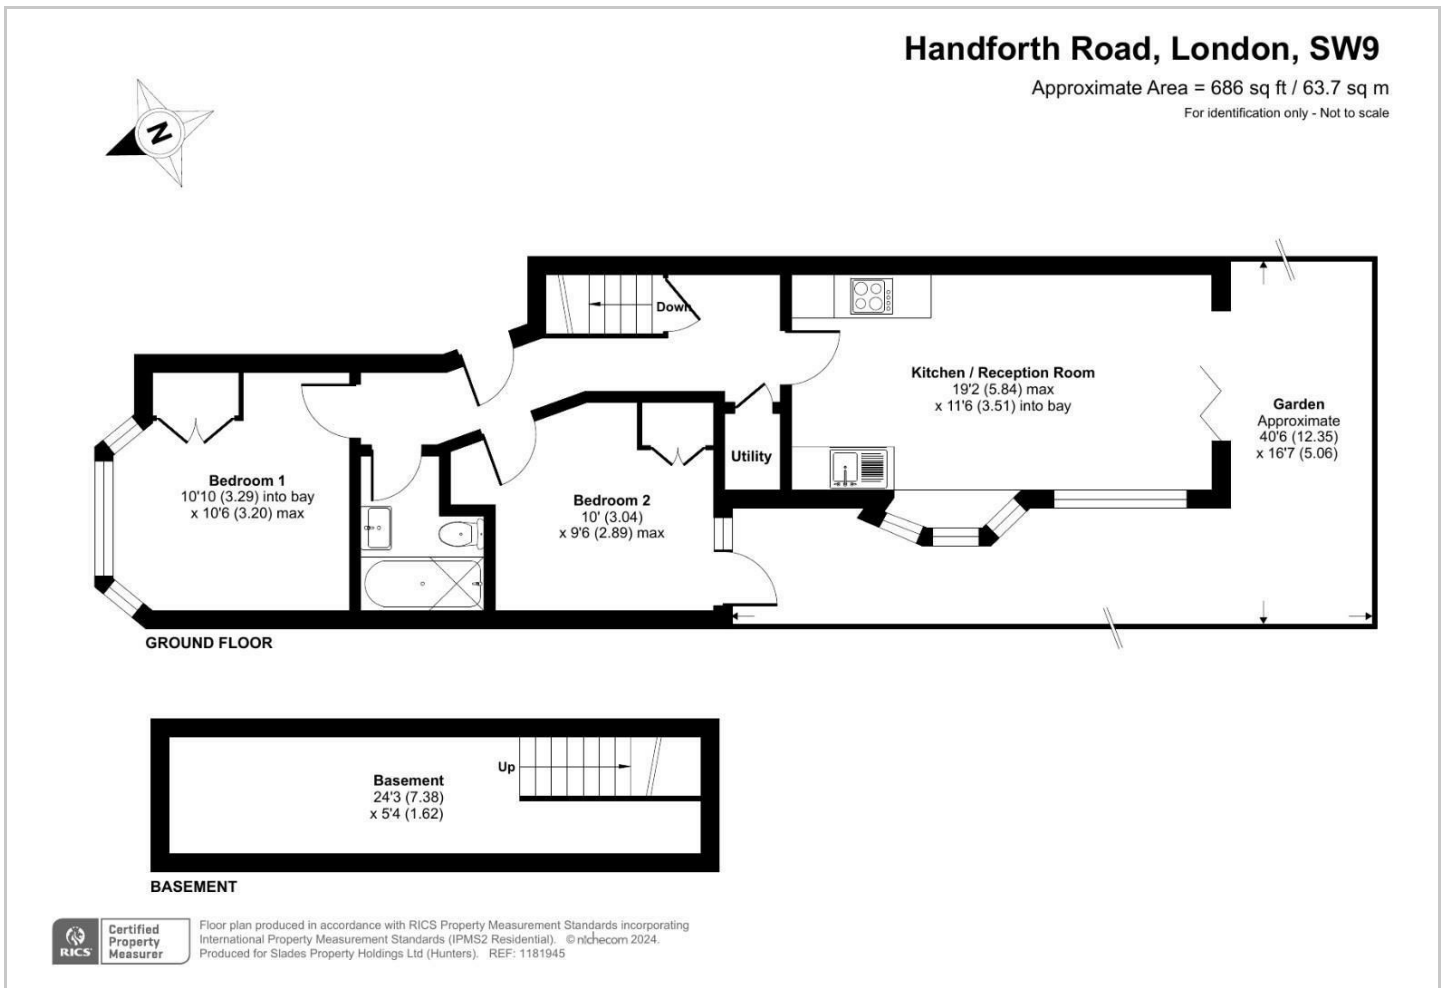 Handforth Road, London, SW9
Approximate Area = 686 sq ft / 63.7 sq m
For identification only - Not to scale
N
Down
Kitchen / Reception Room
19'2 (5.84) max
x 11'6 (3.51) into bay
Garden
Approximate
40'6 (12.35)
x 16'7 (5.06)
Utility
Bedroom 1
10'10 (3.29) into bay
x 10'6 (3.20) max
Bedroom 2
10' (3.04)
x 9'6 (2.89) max
GROUND FLOOR
Up
Basement
24'3 (7.38)
x 5'4 (1.62)
BASEMENT
RICS
Certified
Property
Measurer
Floor plan produced in accordance with RICS Property Measurement Standards incorporating
International Property Measurement Standards (IPMS2 Residential). © nichecom 2024.
Produced for Slades Property Holdings Ltd (Hunters). REF: 1181945